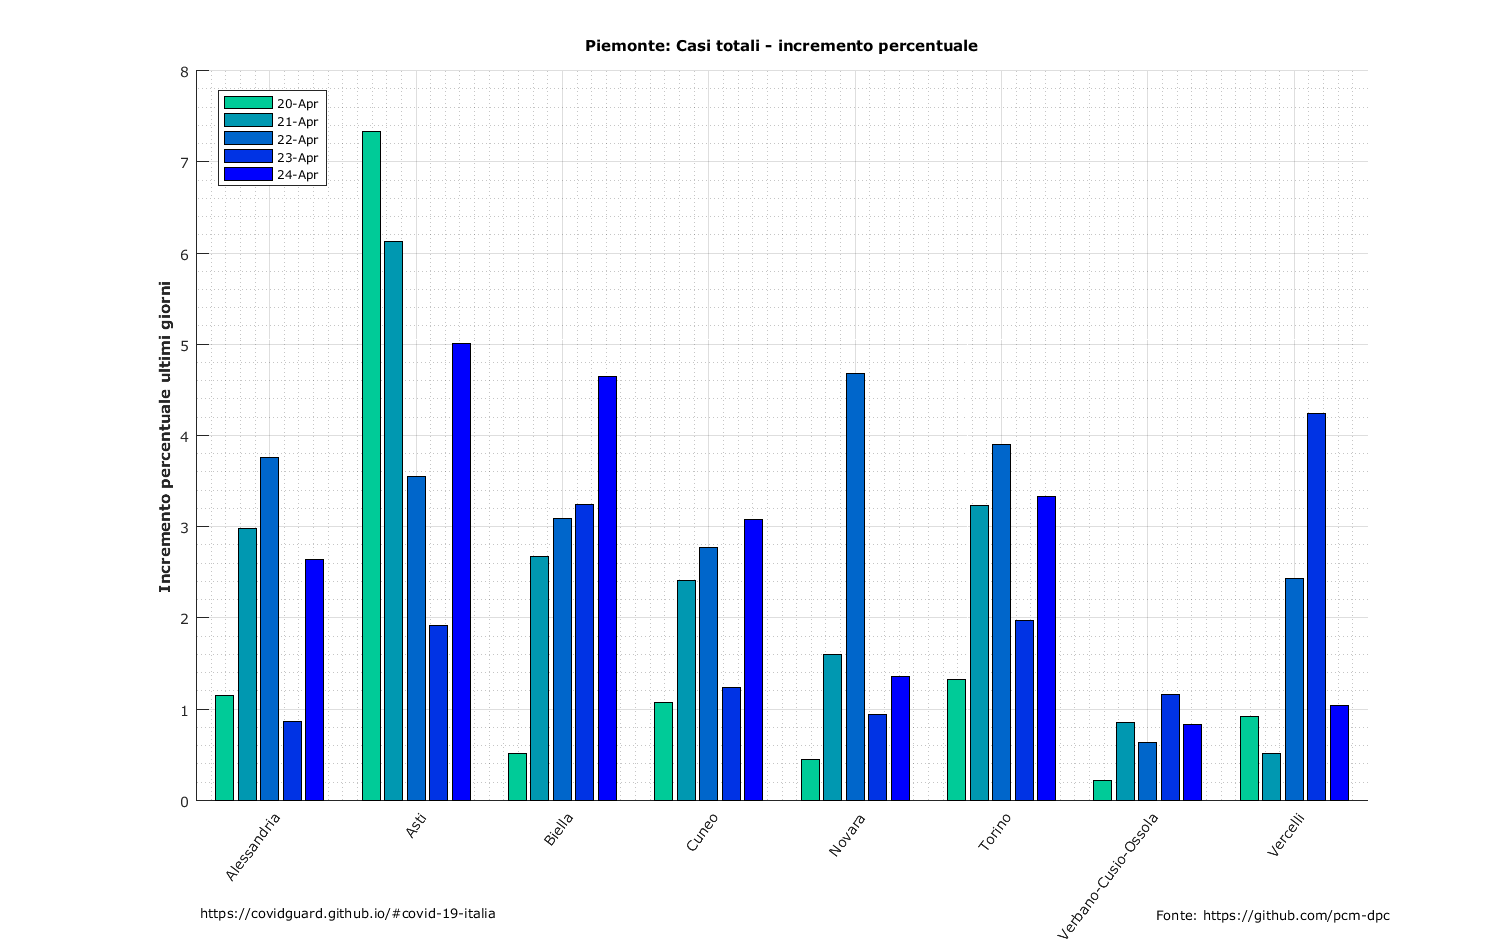 Piemonte: Casi totali - incremento percentuale
8
7
6
5
4
3
2
1
0
Incremento percentuale ultimi giorni
20-Apr
21-Apr
22-Apr
23-Apr
24-Apr
Alessandria
Asti
Biella
Cuneo
Novara
Torino
Verbano-Cusio-Ossola
Vercelli
https://covidguard.github.io/#covid-19-italia
Fonte: https://github.com/pcm-dpc